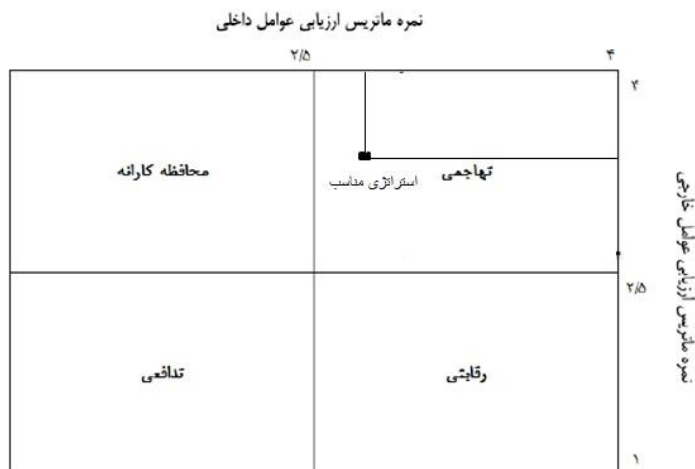 نمره ماتریس ارزیابی عوامل داخلی
۴
۲/۵
۴
تهاجمی
محافظه کارانه
استراتژی مناسب
نمره ماتریس ارزیابی عوامل خارجی
۲/۵
رقابتی
تدافعی
۱